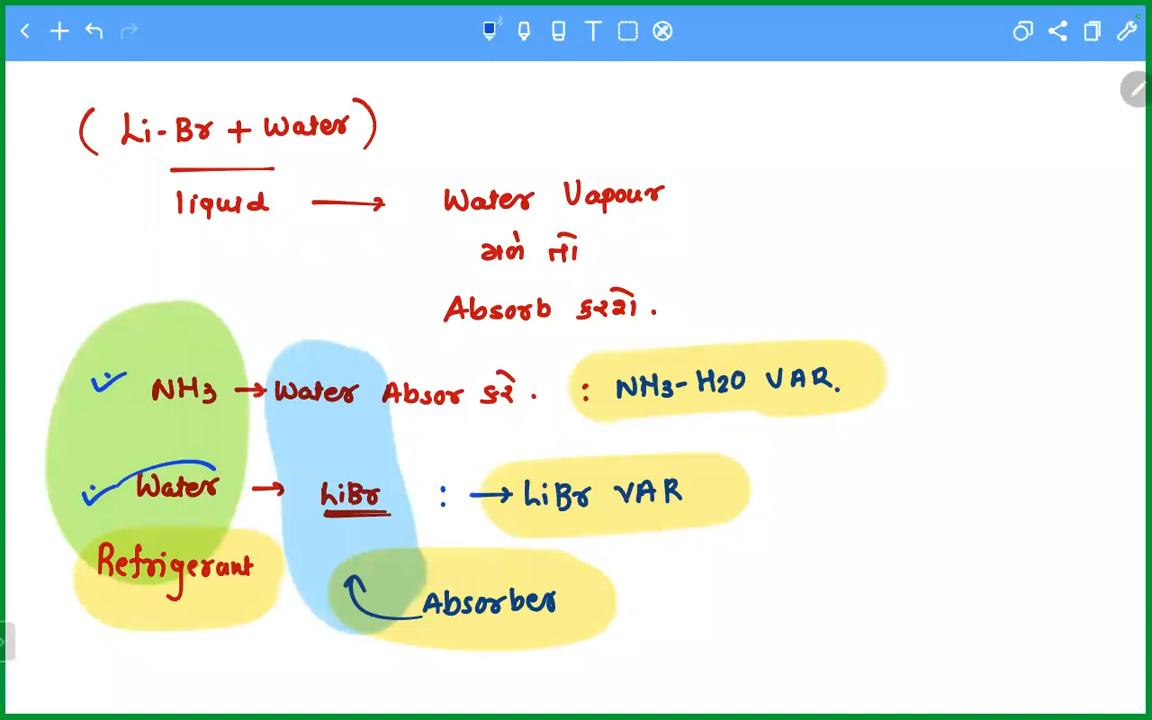 ( Li-Br + Water )
liquid → Water Vapour
અને તો
Absorb કરશે.
NH3 → Water Absor કરે. : NH3-H2O VAR.
Water → LiBr : → LiBr VAR
Refrigerant
Absorber